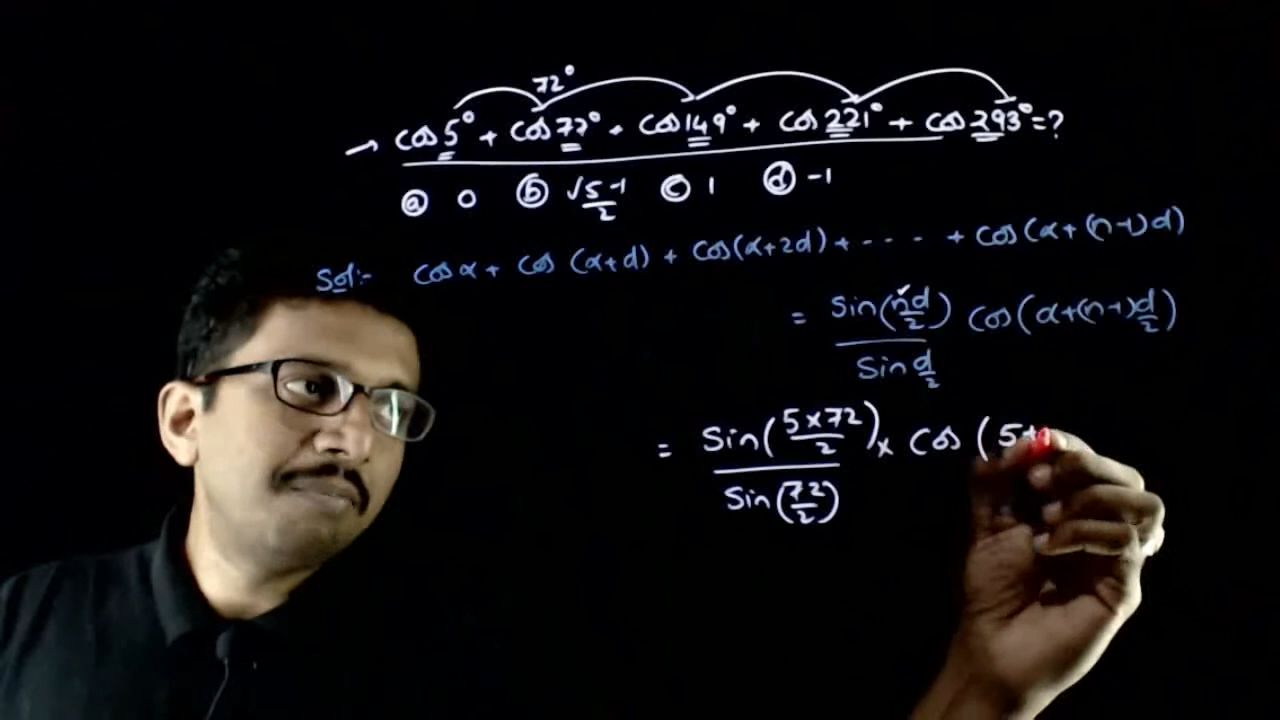 72°
→ cos 5° + cos 77° + cos 149° + cos 221° + cos 293° = ?
ⓐ 0 ⓑ √5-1/2 ⓒ 1 ⓓ -1
Sol:- cos α + cos (α+d) + cos(α+2d) + - - - - + cos(α+(n-1)d)
= Sin(nd/2)/Sin d/2 cos(α+(n-1)d/2)
= Sin(5×72/2)/Sin(72/2) × cos (5+